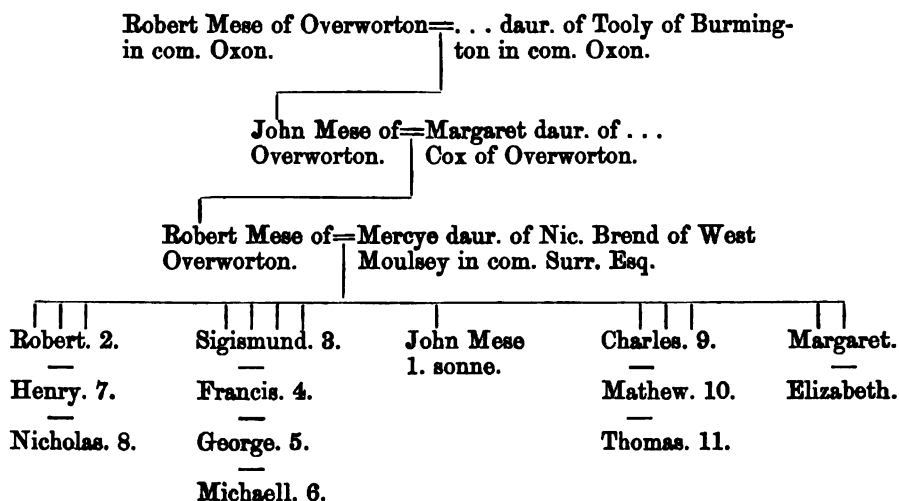 Robert Mese of Overworton=. . . daur. of Tooly of Burming-
in com. Oxon. ton in com. Oxon.
John Mese of=Margaret daur. of . . .
Overworton. Cox of Overworton.
Robert Mese of=Mercye daur. of Nic. Brend of West
Overworton. Moulsey in com. Surr. Esq.
Robert. 2. Sigismund. 3. John Mese Charles. 9. Margaret.
1. sonne.
Henry. 7. Francis. 4. Mathew. 10. Elizabeth.
Nicholas. 8. George. 5. Thomas. 11.
Michaell. 6.